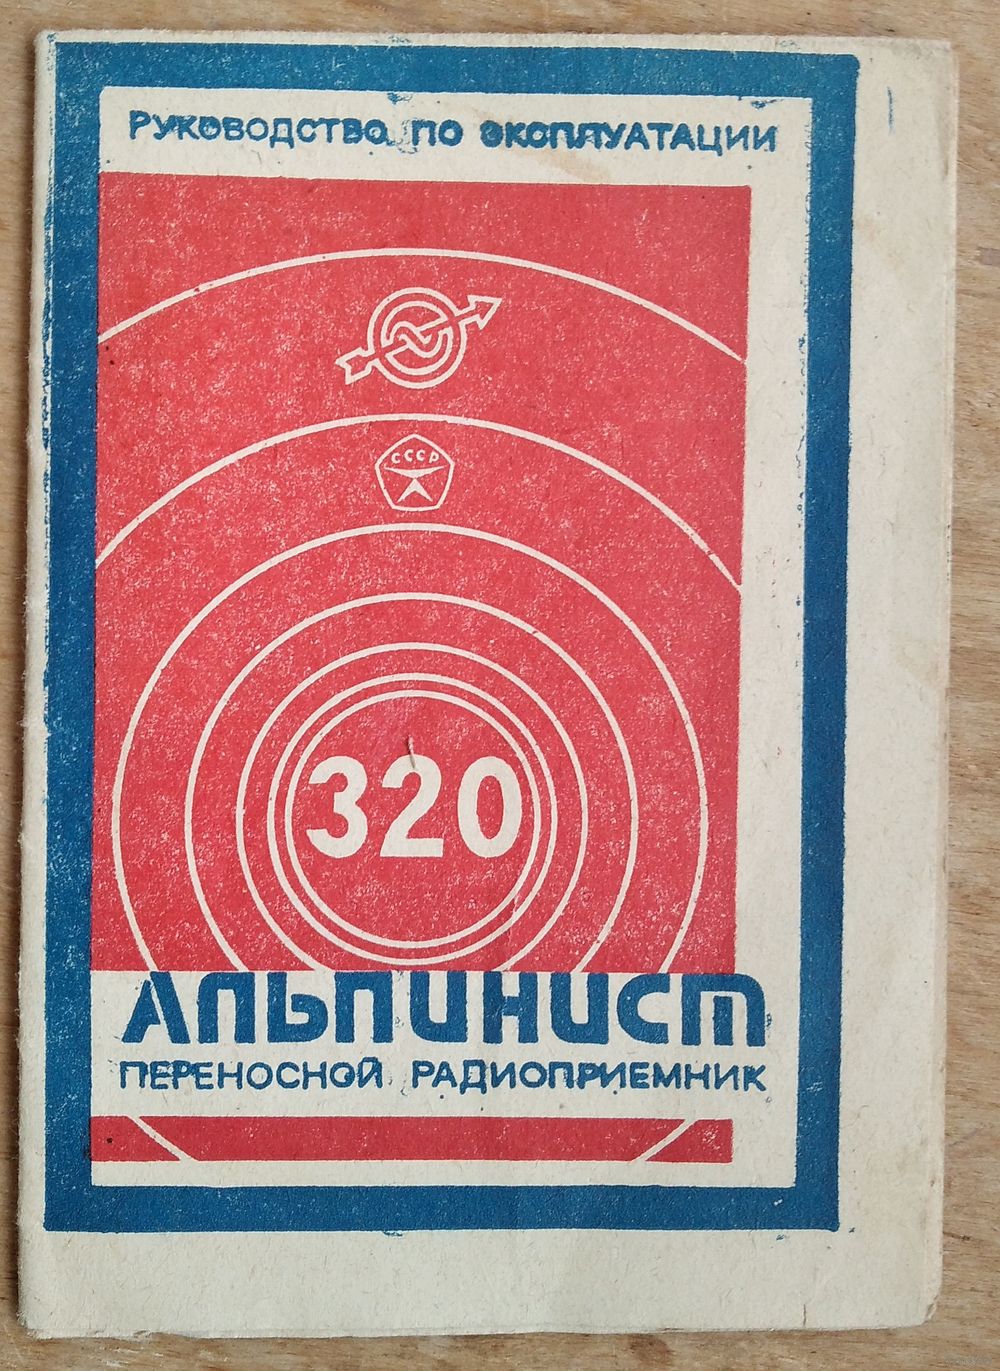 РУКОВОДСТВО ПО ЭКСПЛУАТАЦИИ
СССР
320
АЛЬПИНИСТ
ПЕРЕНОСНОЙ РАДИОПРИЕМНИК